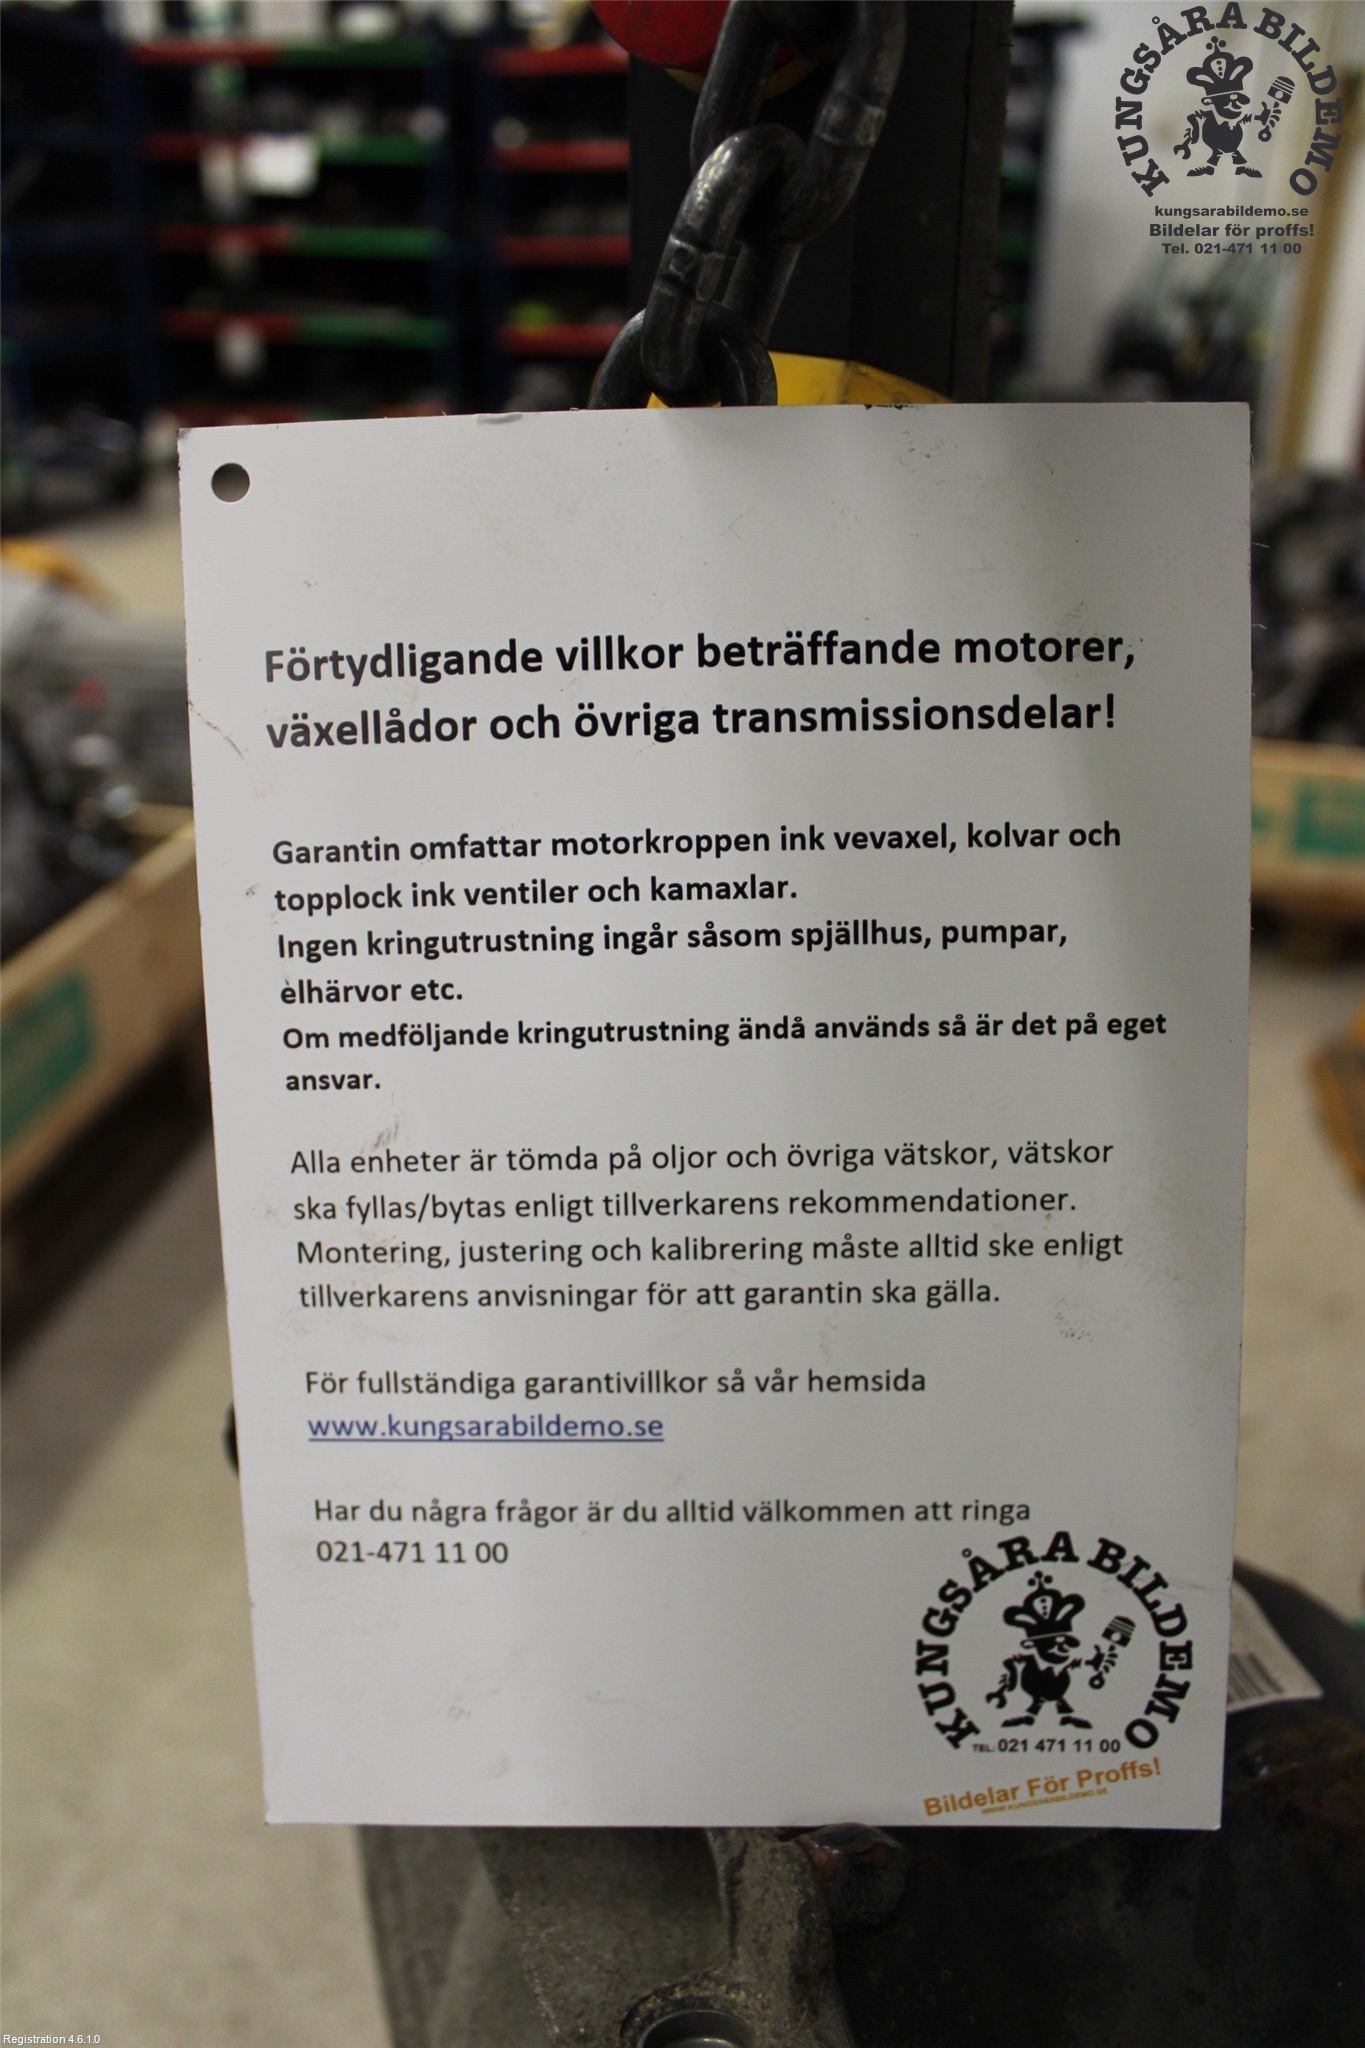 KUNGSÅRA BILDEMO
kungsarabildemo.se
Bildelar för proffs!
Tel. 021-471 11 00
Förtydligande villkor beträffande motorer,
växellådor och övriga transmissionsdelar!
Garantin omfattar motorkroppen ink vevaxel, kolvar och
topplock ink ventiler och kamaxlar.
Ingen kringutrustning ingår såsom spjällhus, pumpar,
elhärvor etc.
Om medföljande kringutrustning ändå används så är det på eget
ansvar.
Alla enheter är tömda på oljor och övriga vätskor, vätskor
ska fyllas/bytas enligt tillverkarens rekommendationer.
Montering, justering och kalibrering måste alltid ske enligt
tillverkarens anvisningar för att garantin ska gälla.
För fullständiga garantivillkor så vår hemsida
www.kungsarabildemo.se
Har du några frågor är du alltid välkommen att ringa
021-471 11 00
KUNGSÅRA BILDEMO
TEL. 021 471 11 00
Bildelar För Proffs!
WWW.KUNGSARABILDEMO.SE
Registration 4.6.1.0